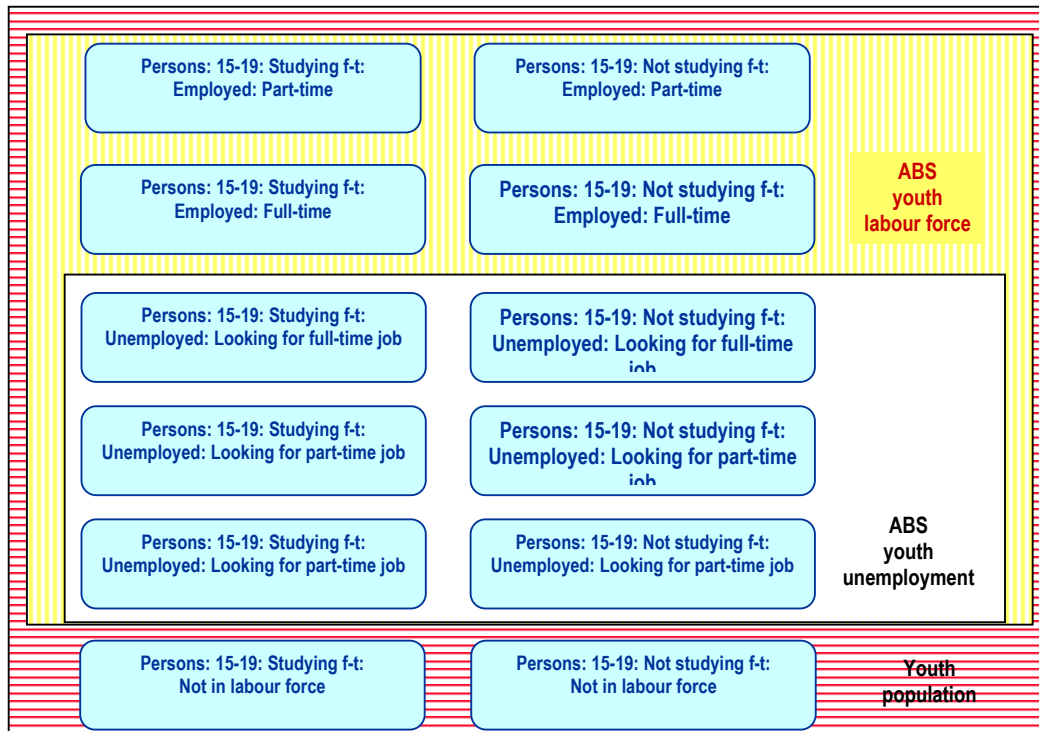 Persons: 15-19: Studying f-t:
Employed: Part-time
Persons: 15-19: Not studying f-t:
Employed: Part-time
Persons: 15-19: Studying f-t:
Employed: Full-time
Persons: 15-19: Not studying f-t:
Employed: Full-time
ABS
youth
labour force
Persons: 15-19: Studying f-t:
Unemployed: Looking for full-time job
Persons: 15-19: Not studying f-t:
Unemployed: Looking for full-time
job
Persons: 15-19: Studying f-t:
Unemployed: Looking for part-time job
Persons: 15-19: Not studying f-t:
Unemployed: Looking for part-time
job
Persons: 15-19: Studying f-t:
Unemployed: Looking for part-time job
Persons: 15-19: Not studying f-t:
Unemployed: Looking for part-time job
ABS
youth
unemployment
Persons: 15-19: Studying f-t:
Not in labour force
Persons: 15-19: Not studying f-t:
Not in labour force
Youth
population